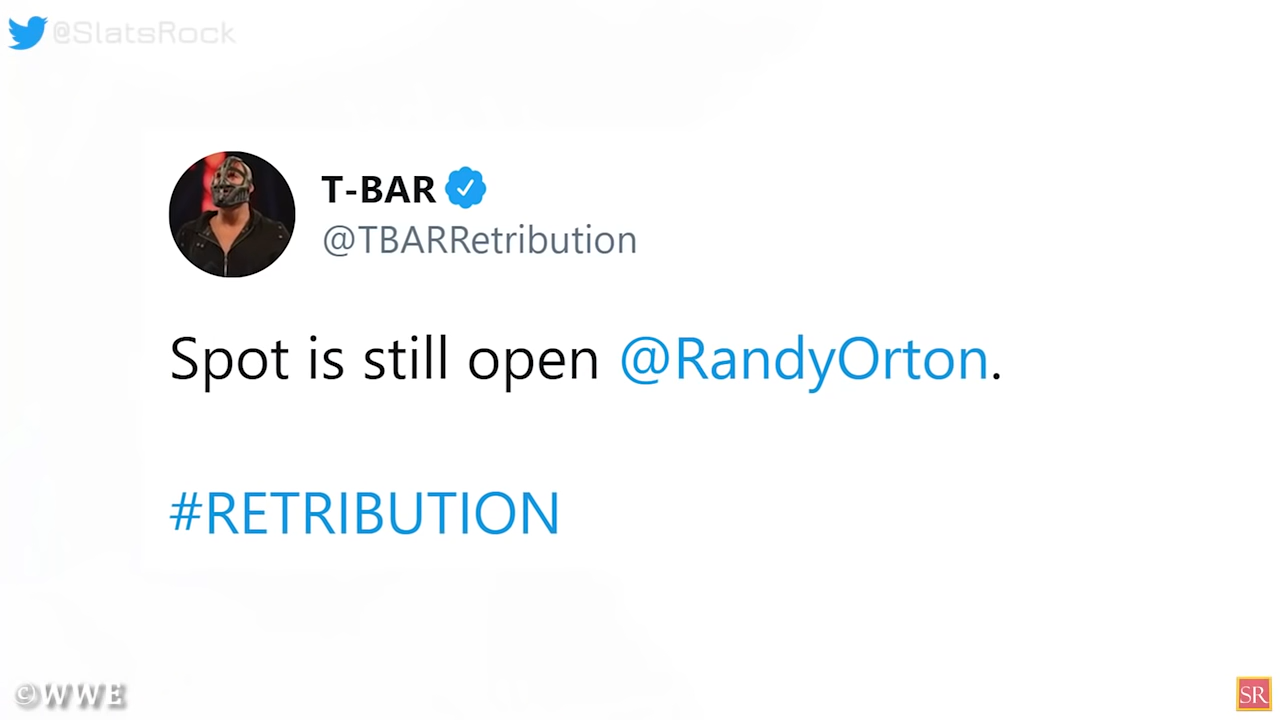 @SlatsRock
T-BAR
@TBARRetribution
Spot is still open @RandyOrton.
#RETRIBUTION
©WWE
SR